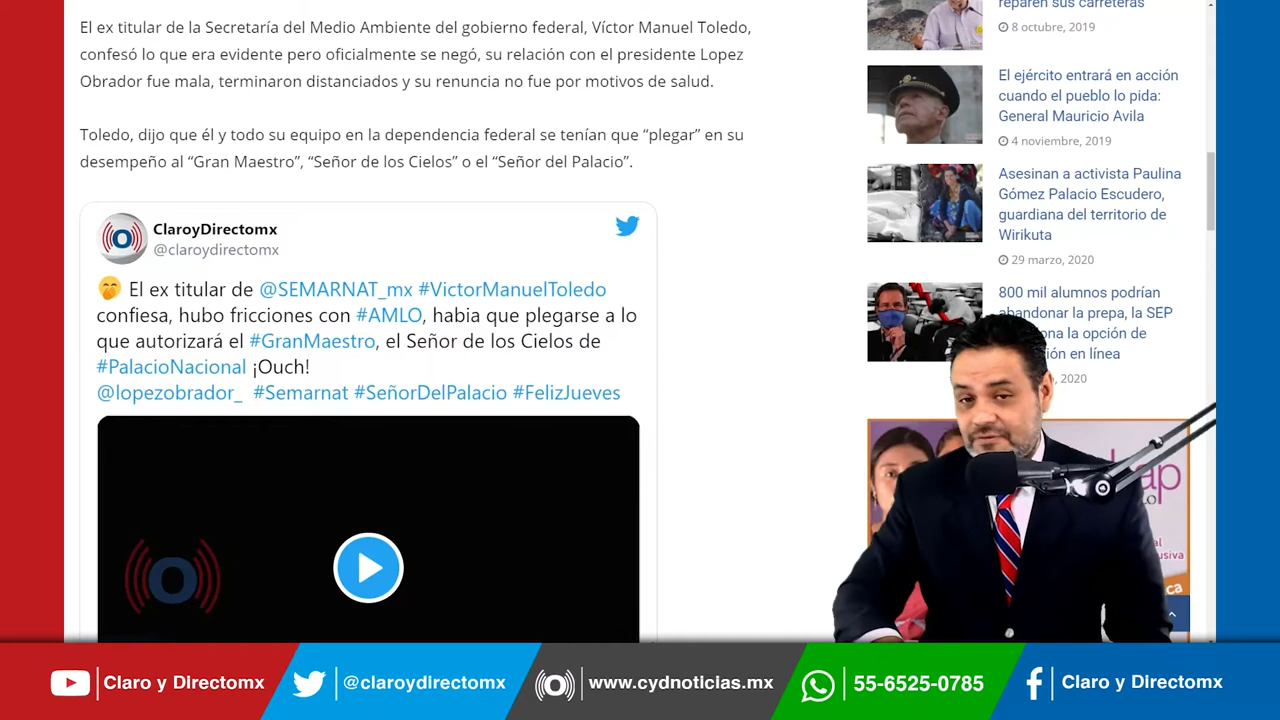 El ex titular de la Secretaría del Medio Ambiente del gobierno federal, Víctor Manuel Toledo,
confesó lo que era evidente pero oficialmente se negó, su relación con el presidente Lopez
Obrador fue mala, terminaron distanciados y su renuncia no fue por motivos de salud.
Toledo, dijo que él y todo su equipo en la dependencia federal se tenían que “plegar” en su
desempeño al “Gran Maestro”, “Señor de los Cielos” o el “Señor del Palacio”.
ClaroyDirectomx
@claroydirectomx
El ex titular de @SEMARNAT_mx #VictorManuelToledo
confiesa, hubo fricciones con #AMLO, habia que plegarse a lo
que autorizará el #GranMaestro, el Señor de los Cielos de
#PalacioNacional ¡Ouch!
@lopezobrador_ #Semarnat #SeñorDelPalacio #FelizJueves
reparen sus carreteras
8 octubre, 2019
El ejército entrará en acción
cuando el pueblo lo pida:
General Mauricio Avila
4 noviembre, 2019
Asesinan a activista Paulina
Gómez Palacio Escudero,
guardiana del territorio de
Wirikuta
29 marzo, 2020
800 mil alumnos podrían
abandonar la prepa, la SEP
ona la opción de
ón en línea
, 2020
ap
al
usiva
ca
Claro y Directomx
@claroydirectomx
www.cydnoticias.mx
55-6525-0785
Claro y Directomx